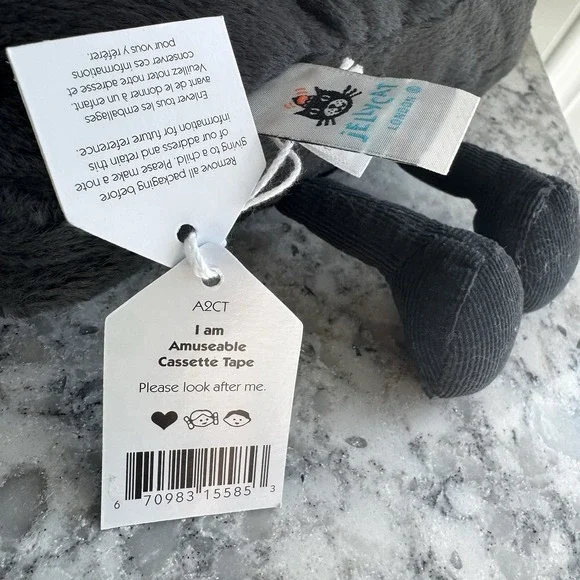 Remove all packaging before
giving to a child. Please make a note
of our address and retain this
information for future reference.
Enlever tous les emballages
avant de le donner à un enfant.
Veuillez noter notre adresse et
conserver ces informations
pour vous y référer.
JELLYCAT
LONDON ®
A2CT
I am
Amuseable
Cassette Tape
Please look after me.
6 70983 15585 3